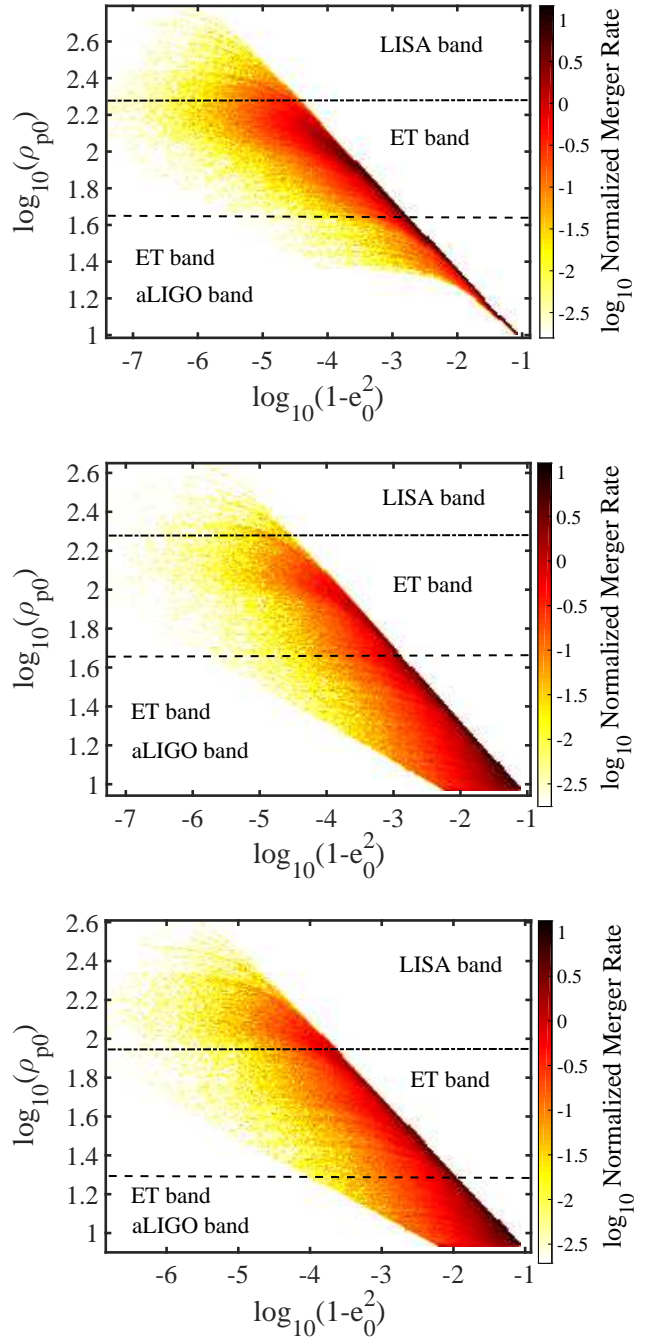 2.6
2.4
2.2
2
1.8
1.6
1.4
1.2
1
log₁₀(ρₚ₀)
LISA band
ET band
ET band
aLIGO band
-7 -6 -5 -4 -3 -2 -1
log₁₀(1-e₀²)
1
0.5
0
-0.5
-1
-1.5
-2
-2.5
log₁₀ Normalized Merger Rate
2.6
2.4
2.2
2
1.8
1.6
1.4
1.2
1
log₁₀(ρₚ₀)
LISA band
ET band
ET band
aLIGO band
-7 -6 -5 -4 -3 -2 -1
log₁₀(1-e₀²)
1
0.5
0
-0.5
-1
-1.5
-2
-2.5
log₁₀ Normalized Merger Rate
2.6
2.4
2.2
2
1.8
1.6
1.4
1.2
1
log₁₀(ρₚ₀)
LISA band
ET band
ET band
aLIGO band
-6 -5 -4 -3 -2 -1
log₁₀(1-e₀²)
1
0.5
0
-0.5
-1
-1.5
-2
-2.5
log₁₀ Normalized Merger Rate